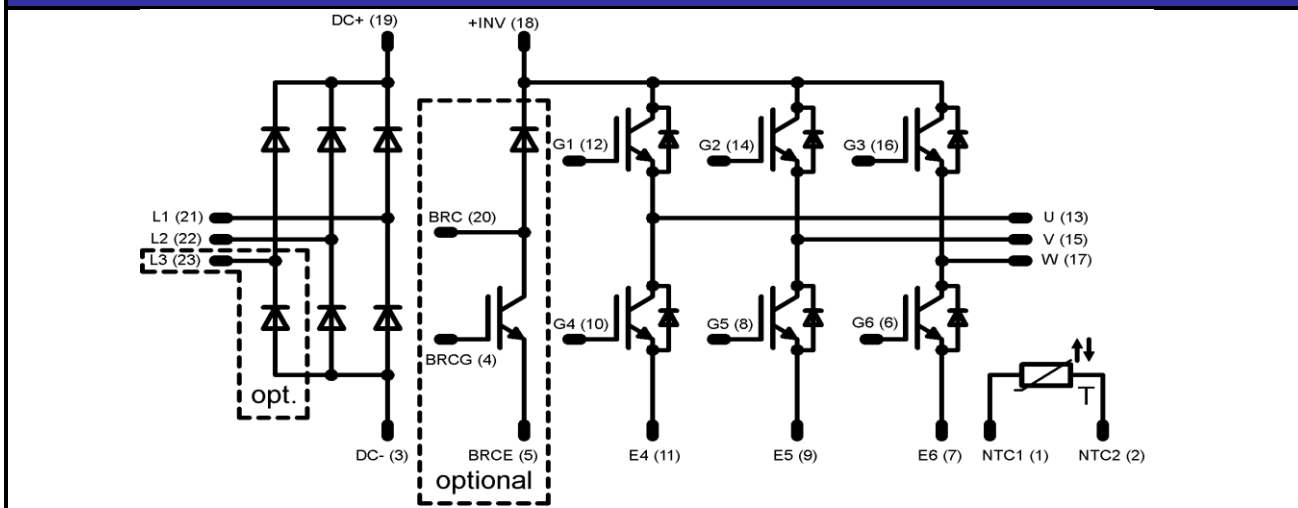 DC+ (19)
+INV (18)
G1 (12)
G2 (14)
G3 (16)
L1 (21)
BRC (20)
U (13)
L2 (22)
V (15)
L3 (23)
W (17)
G4 (10)
G5 (8)
G6 (6)
BRCG (4)
opt.
T
DC- (3)
BRCE (5)
E4 (11)
E5 (9)
E6 (7)
NTC1 (1)
NTC2 (2)
optional